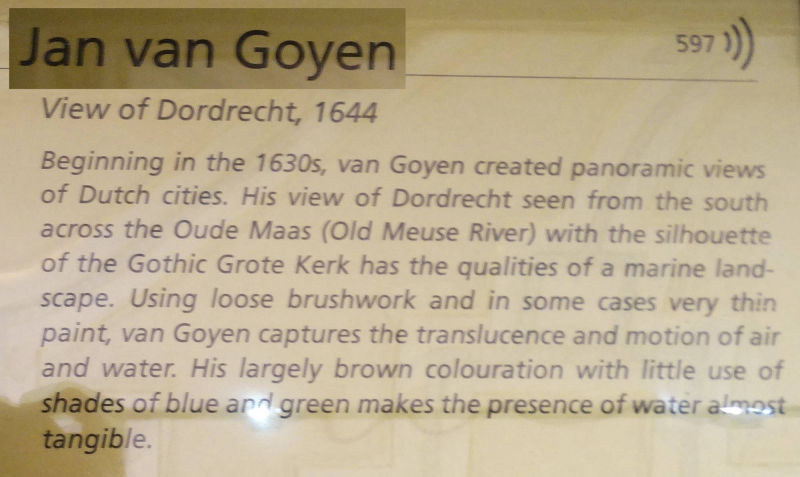 Jan van Goyen
597
View of Dordrecht, 1644
Beginning in the 1630s, van Goyen created panoramic views
of Dutch cities. His view of Dordrecht seen from the south
across the Oude Maas (Old Meuse River) with the silhouette
of the Gothic Grote Kerk has the qualities of a marine land-
scape. Using loose brushwork and in some cases very thin
paint, van Goyen captures the translucence and motion of air
and water. His largely brown colouration with little use of
shades of blue and green makes the presence of water almost
tangible.